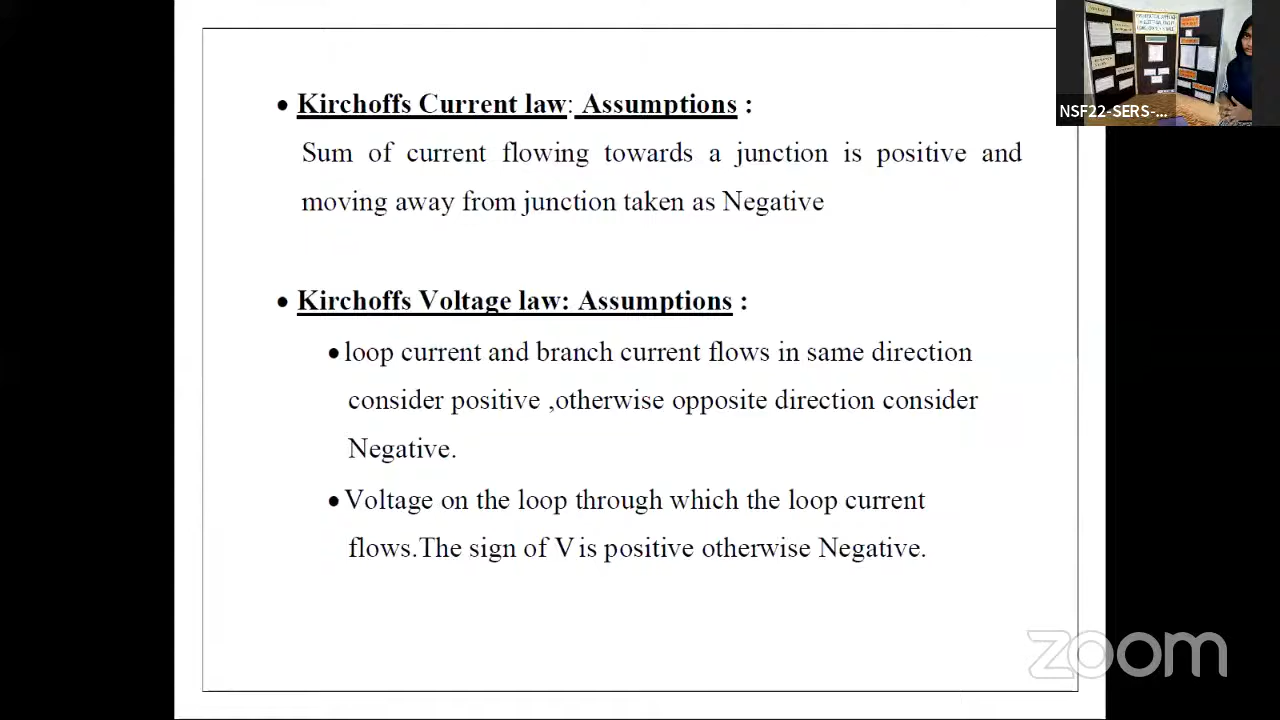 • Kirchoffs Current law: Assumptions :
Sum of current flowing towards a junction is positive and
moving away from junction taken as Negative
• Kirchoffs Voltage law: Assumptions :
• loop current and branch current flows in same direction
consider positive ,otherwise opposite direction consider
Negative.
• Voltage on the loop through which the loop current
flows.The sign of V is positive otherwise Negative.
NSF22-SERS-...
zoom